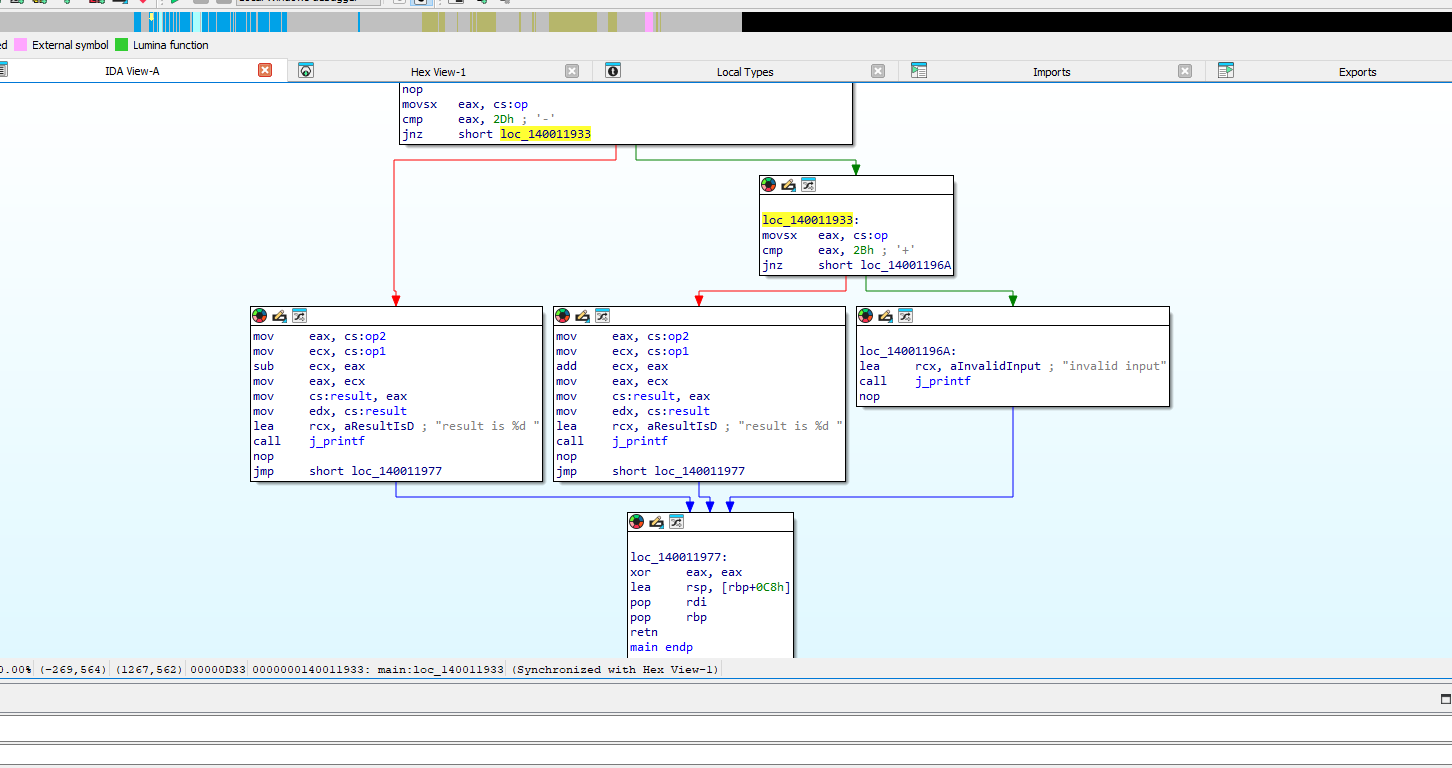 External symbol Lumina function
IDA View-A Hex View-1 Local Types Imports Exports
nop
movsx eax, cs:op
cmp eax, 2Dh ; '-'
jnz short loc_140011933
loc_140011933:
movsx eax, cs:op
cmp eax, 2Bh ; '+'
jnz short loc_14001196A
mov eax, cs:op2
mov ecx, cs:op1
sub ecx, eax
mov eax, ecx
mov cs:result, eax
mov edx, cs:result
lea rcx, aResultIsD ; "result is %d "
call j_printf
nop
jmp short loc_140011977
mov eax, cs:op2
mov ecx, cs:op1
add ecx, eax
mov eax, ecx
mov cs:result, eax
mov edx, cs:result
lea rcx, aResultIsD ; "result is %d "
call j_printf
nop
jmp short loc_140011977
loc_14001196A:
lea rcx, aInvalidInput ; "invalid input"
call j_printf
nop
loc_140011977:
xor eax, eax
lea rsp, [rbp+0C8h]
pop rdi
pop rbp
retn
main endp
0.00% (-269,564) (1267,562) 00000D33 0000000140011933: main:loc_140011933 (Synchronized with Hex View-1)